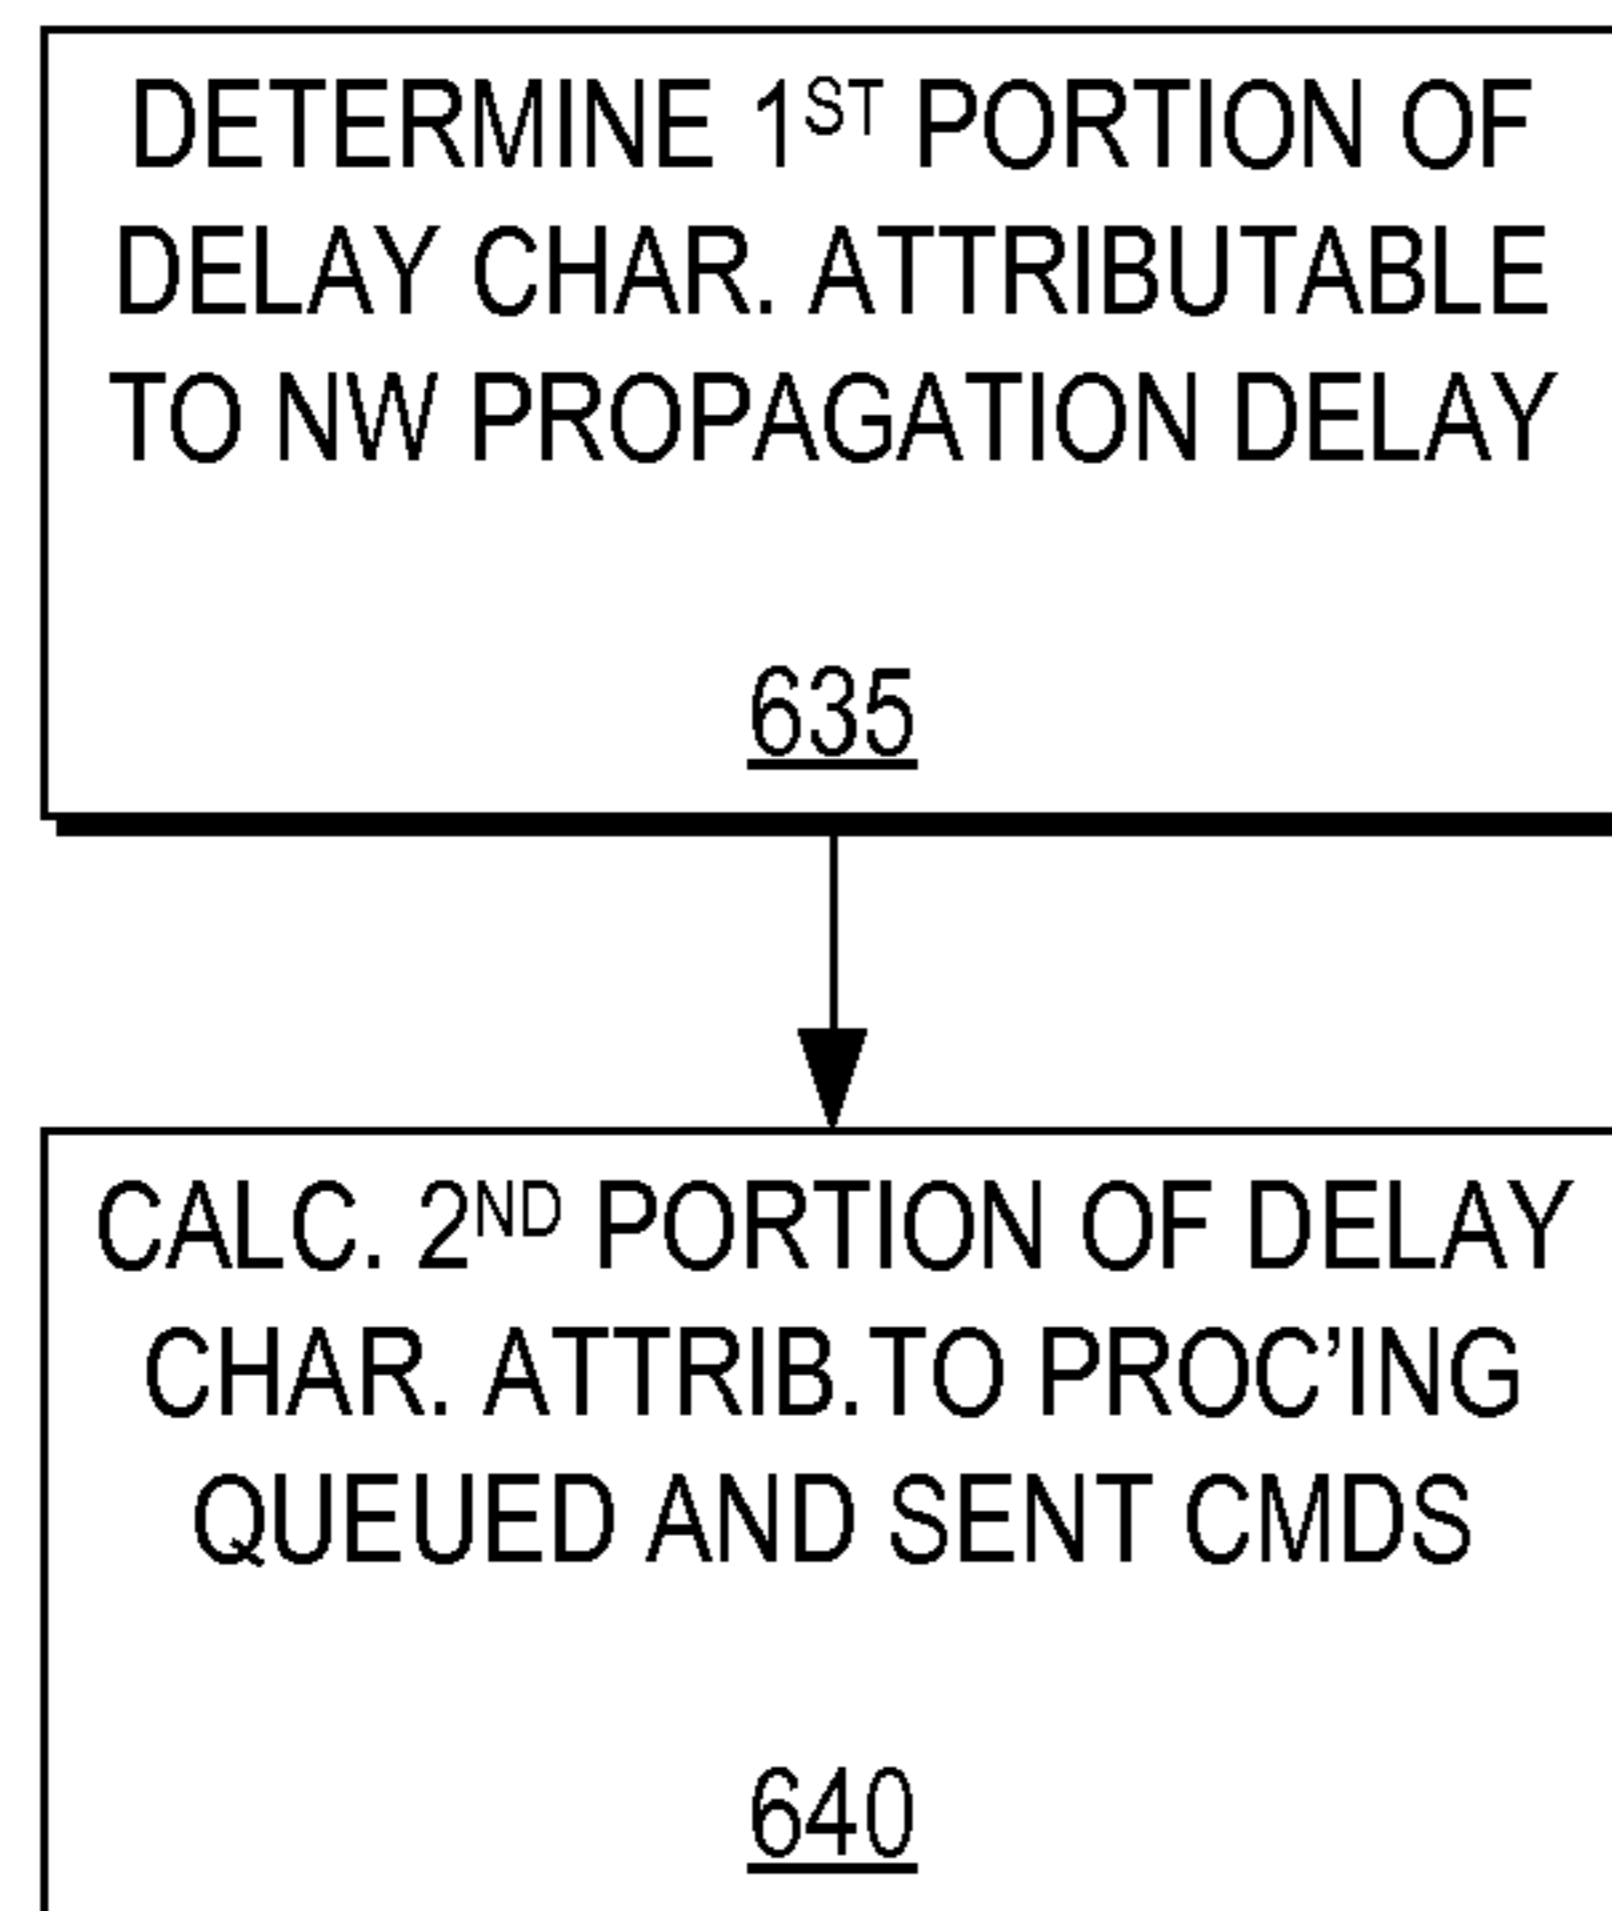 DETERMINE 1ST PORTION OF
DELAY CHAR. ATTRIBUTABLE
TO NW PROPAGATION DELAY
635
CALC. 2ND PORTION OF DELAY
CHAR. ATTRIB.TO PROC’ING
QUEUED AND SENT CMDS
640